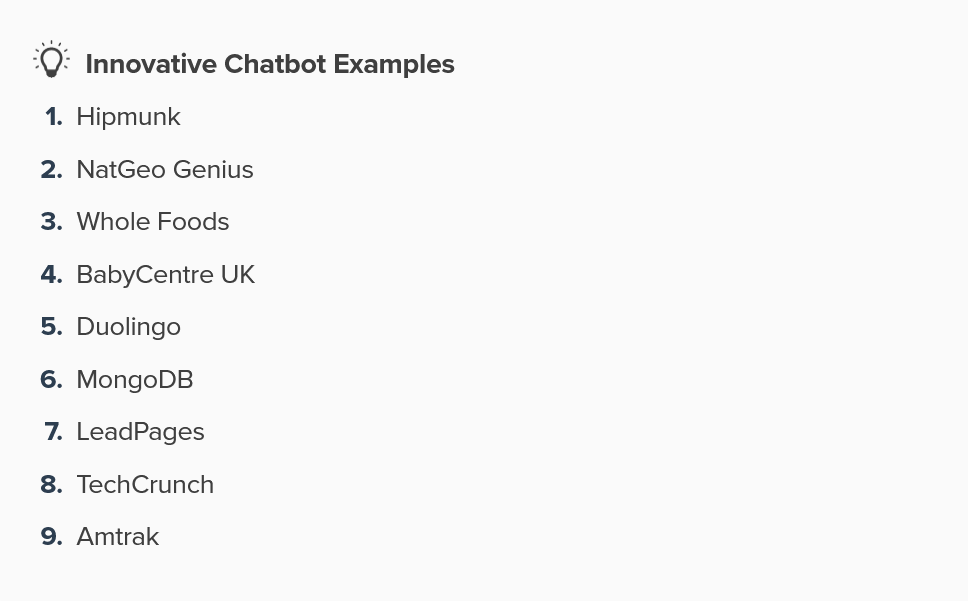 Innovative Chatbot Examples
1. Hipmunk
2. NatGeo Genius
3. Whole Foods
4. BabyCentre UK
5. Duolingo
6. MongoDB
7. LeadPages
8. TechCrunch
9. Amtrak